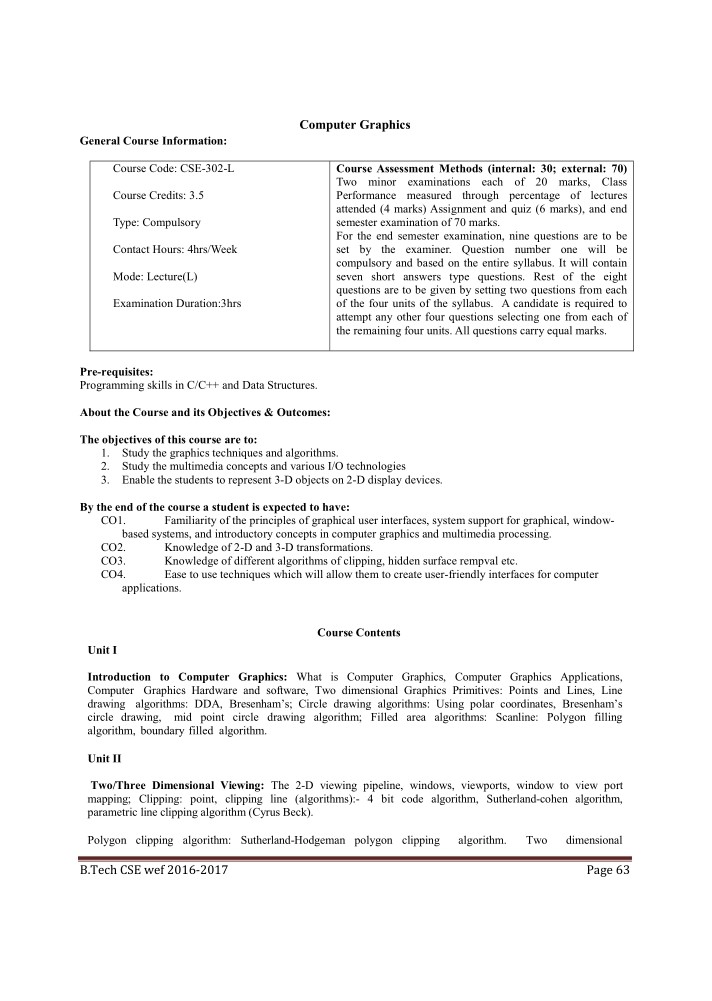 Computer Graphics
General Course Information:
Course Code: CSE-302-L
Course Credits: 3.5
Type: Compulsory
Contact Hours: 4hrs/Week
Mode: Lecture(L)
Examination Duration:3hrs
Course Assessment Methods (internal: 30; external: 70)
Two minor examinations each of 20 marks, Class
Performance measured through percentage of lectures
attended (4 marks) Assignment and quiz (6 marks), and end
semester examination of 70 marks.
For the end semester examination, nine questions are to be
set by the examiner. Question number one will be
compulsory and based on the entire syllabus. It will contain
seven short answers type questions. Rest of the eight
questions are to be given by setting two questions from each
of the four units of the syllabus. A candidate is required to
attempt any other four questions selecting one from each of
the remaining four units. All questions carry equal marks.
Pre-requisites:
Programming skills in C/C++ and Data Structures.
About the Course and its Objectives & Outcomes:
The objectives of this course are to:
1. Study the graphics techniques and algorithms.
2. Study the multimedia concepts and various I/O technologies
3. Enable the students to represent 3-D objects on 2-D display devices.
By the end of the course a student is expected to have:
CO1. Familiarity of the principles of graphical user interfaces, system support for graphical, window-
based systems, and introductory concepts in computer graphics and multimedia processing.
CO2. Knowledge of 2-D and 3-D transformations.
CO3. Knowledge of different algorithms of clipping, hidden surface rempval etc.
CO4. Ease to use techniques which will allow them to create user-friendly interfaces for computer
applications.
Course Contents
Unit I
Introduction to Computer Graphics: What is Computer Graphics, Computer Graphics Applications,
Computer Graphics Hardware and software, Two dimensional Graphics Primitives: Points and Lines, Line
drawing algorithms: DDA, Bresenham's; Circle drawing algorithms: Using polar coordinates, Bresenham's
circle drawing, mid point circle drawing algorithm; Filled area algorithms: Scanline: Polygon filling
algorithm, boundary filled algorithm.
Unit II
Two/Three Dimensional Viewing: The 2-D viewing pipeline, windows, viewports, window to view port
mapping; Clipping: point, clipping line (algorithms):- 4 bit code algorithm, Sutherland-cohen algorithm,
parametric line clipping algorithm (Cyrus Beck).
Polygon clipping algorithm: Sutherland-Hodgeman polygon clipping algorithm. Two dimensional
B.Tech CSE wef 2016-2017 Page 63